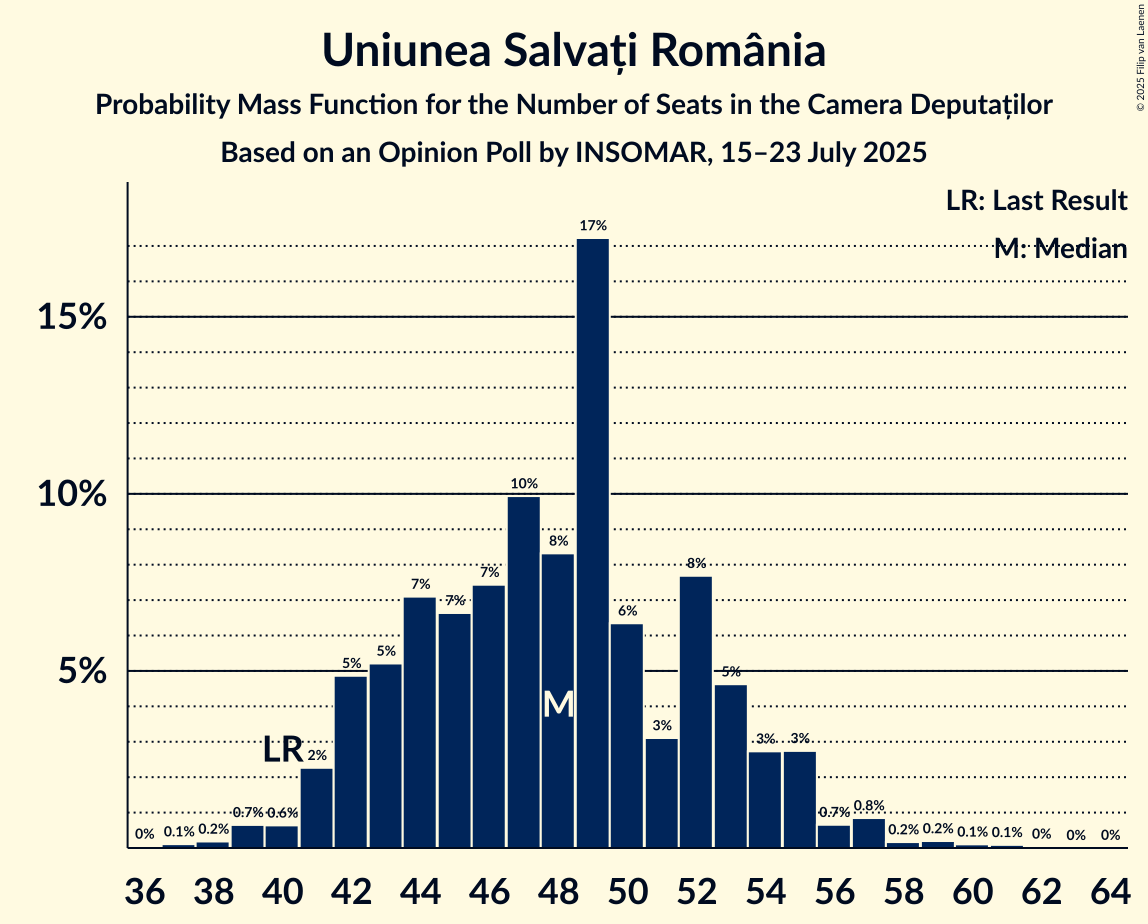 Uniunea Salvați România
Probability Mass Function for the Number of Seats in the Camera Deputaților
Based on an Opinion Poll by INSOMAR, 15–23 July 2025
© 2025 Filip van Laenen
LR: Last Result
M: Median
15%
10%
5%
0% 0.1% 0.2% 0.7% 0.6% 2% 5% 5% 7% 7% 7% 10% 8% 17% 6% 3% 8% 5% 3% 3% 0.7% 0.8% 0.2% 0.2% 0.1% 0.1% 0% 0% 0%
LR
M
36 38 40 42 44 46 48 50 52 54 56 58 60 62 64